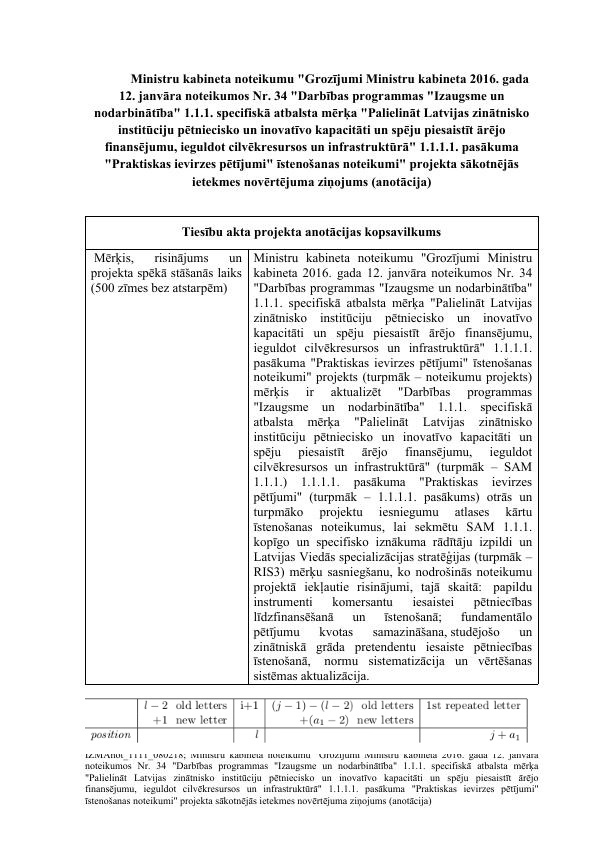 Ministru kabineta noteikumu "Grozījumi Ministru kabineta 2016. gada
12. janvāra noteikumos Nr. 34 "Darbības programmas "Izaugsme un
nodarbinātība" 1.1.1. specifiskā atbalsta mērķa "Palielināt Latvijas zinātnisko
institūciju pētniecisko un inovatīvo kapacitāti un spēju piesaistīt ārējo
finansējumu, ieguldot cilvēkresursos un infrastruktūrā" 1.1.1.1. pasākuma
"Praktiskas ievirzes pētījumi" īstenošanas noteikumi" projekta sākotnējās
ietekmes novērtējuma ziņojums (anotācija)
Tiesību akta projekta anotācijas kopsavilkums
Mērķis, risinājums un
projekta spēkā stāšanās laiks
(500 zīmes bez atstarpēm)
Ministru kabineta noteikumu "Grozījumi Ministru
kabineta 2016. gada 12. janvāra noteikumos Nr. 34
"Darbības programmas "Izaugsme un nodarbinātība"
1.1.1. specifiskā atbalsta mērķa "Palielināt Latvijas
zinātnisko institūciju pētniecisko un inovatīvo
kapacitāti un spēju piesaistīt ārējo finansējumu,
ieguldot cilvēkresursos un infrastruktūrā" 1.1.1.1.
pasākuma "Praktiskas ievirzes pētījumi" īstenošanas
noteikumi" projekts (turpmāk – noteikumu projekts)
mērķis ir aktualizēt "Darbības programmas
"Izaugsme un nodarbinātība" 1.1.1. specifiskā
atbalsta mērķa "Palielināt Latvijas zinātnisko
institūciju pētniecisko un inovatīvo kapacitāti un
spēju piesaistīt ārējo finansējumu, ieguldot
cilvēkresursos un infrastruktūrā" (turpmāk – SAM
1.1.1.) 1.1.1.1. pasākuma "Praktiskas ievirzes
pētījumi" (turpmāk – 1.1.1.1. pasākums) otrās un
turpmāko projektu iesniegumu atlases kārtu
īstenošanas noteikumus, lai sekmētu SAM 1.1.1.
kopīgo un specifisko iznākuma rādītāju izpildi un
Latvijas Viedās specializācijas stratēģijas (turpmāk –
RIS3) mērķu sasniegšanu, ko nodrošinās noteikumu
projektā iekļautie risinājumi, tajā skaitā: papildu
instrumenti komersantu iesaistei pētniecības
līdzfinansēšanā un īstenošanā; fundamentālo
pētījumu kvotas samazināšana, studējošo un
zinātniskā grāda pretendentu iesaiste pētniecības
īstenošanā, normu sistematizācija un vērtēšanas
sistēmas aktualizācija.
l − 2 old letters i+1 (j − 1) − (l − 2) old letters 1st repeated letter
+1 new letter +(a₁ − 2) new letters
position l j + a₁
IZMAnot_1111_080218; Ministru kabineta noteikumu "Grozījumi Ministru kabineta 2016. gada 12. janvāra
noteikumos Nr. 34 "Darbības programmas "Izaugsme un nodarbinātība" 1.1.1. specifiskā atbalsta mērķa
"Palielināt Latvijas zinātnisko institūciju pētniecisko un inovatīvo kapacitāti un spēju piesaistīt ārējo
finansējumu, ieguldot cilvēkresursos un infrastruktūrā" 1.1.1.1. pasākuma "Praktiskas ievirzes pētījumi"
īstenošanas noteikumi" projekta sākotnējās ietekmes novērtējuma ziņojums (anotācija)